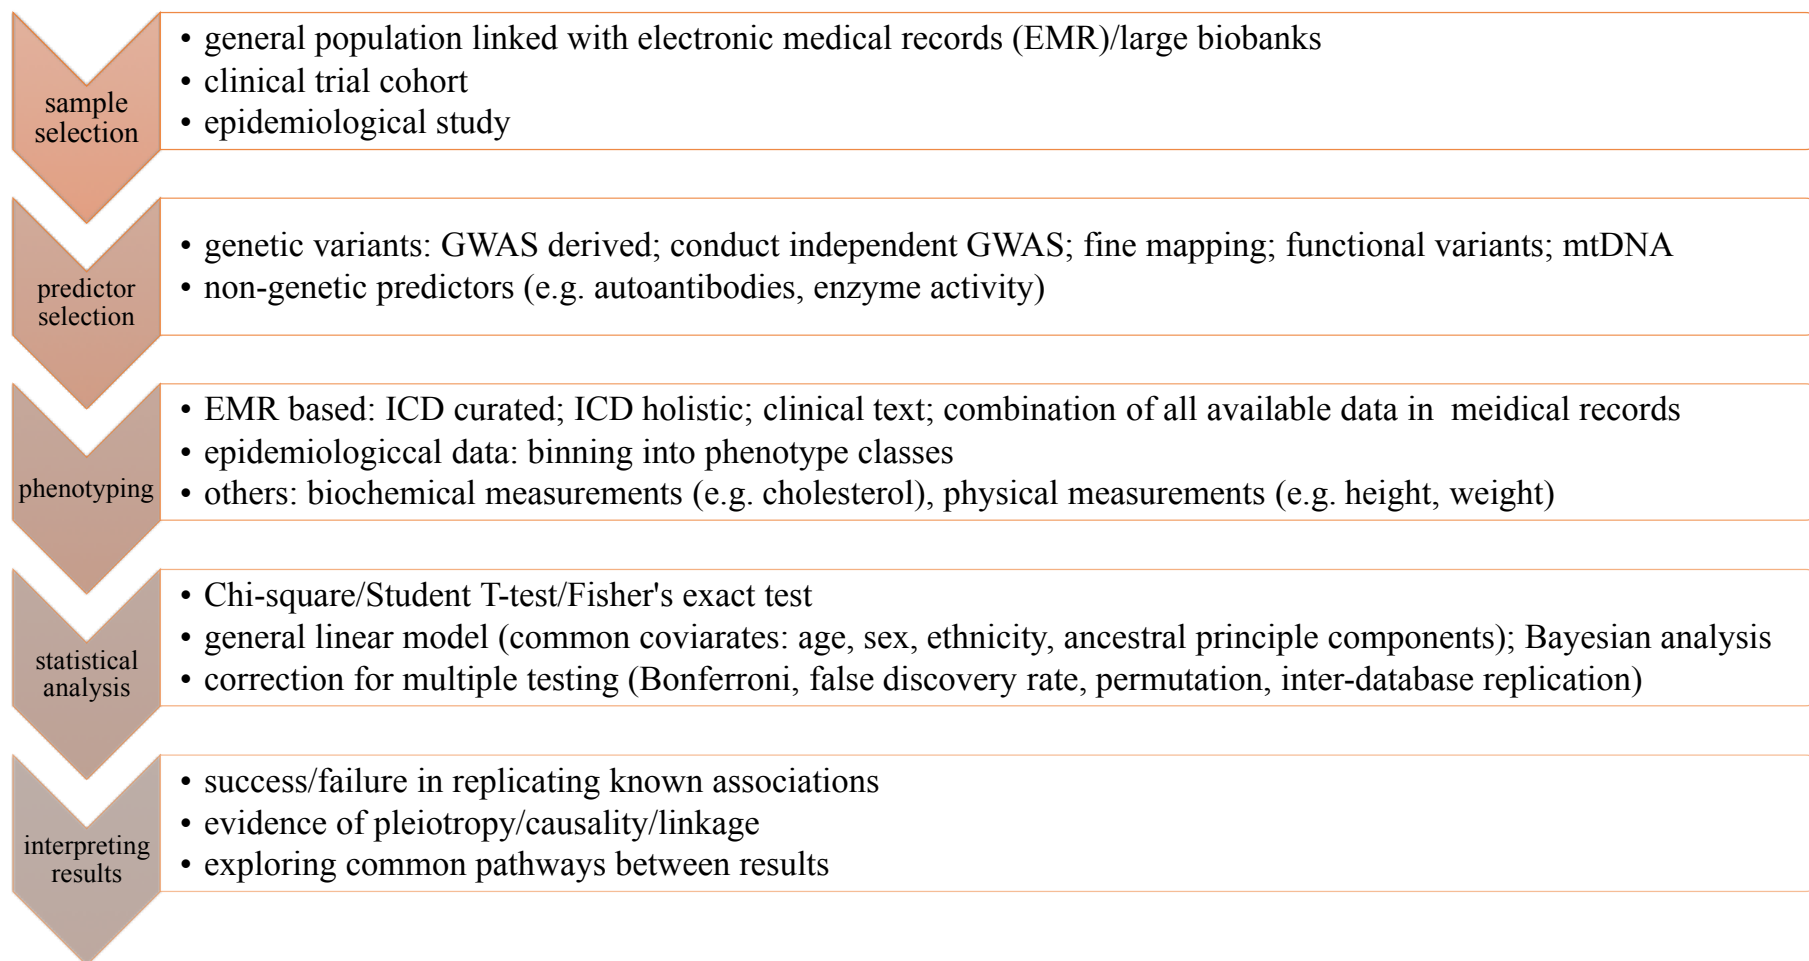 sample
selection
• general population linked with electronic medical records (EMR)/large biobanks
• clinical trial cohort
• epidemiological study
predictor
selection
• genetic variants: GWAS derived; conduct independent GWAS; fine mapping; functional variants; mtDNA
• non-genetic predictors (e.g. autoantibodies, enzyme activity)
phenotyping
• EMR based: ICD curated; ICD holistic; clinical text; combination of all available data in  meidical records
• epidemiologiccal data: binning into phenotype classes
• others: biochemical measurements (e.g. cholesterol), physical measurements (e.g. height, weight)
statistical
analysis
• Chi-square/Student T-test/Fisher's exact test
• general linear model (common coviarates: age, sex, ethnicity, ancestral principle components); Bayesian analysis
• correction for multiple testing (Bonferroni, false discovery rate, permutation, inter-database replication)
interpreting
results
• success/failure in replicating known associations
• evidence of pleiotropy/causality/linkage
• exploring common pathways between results